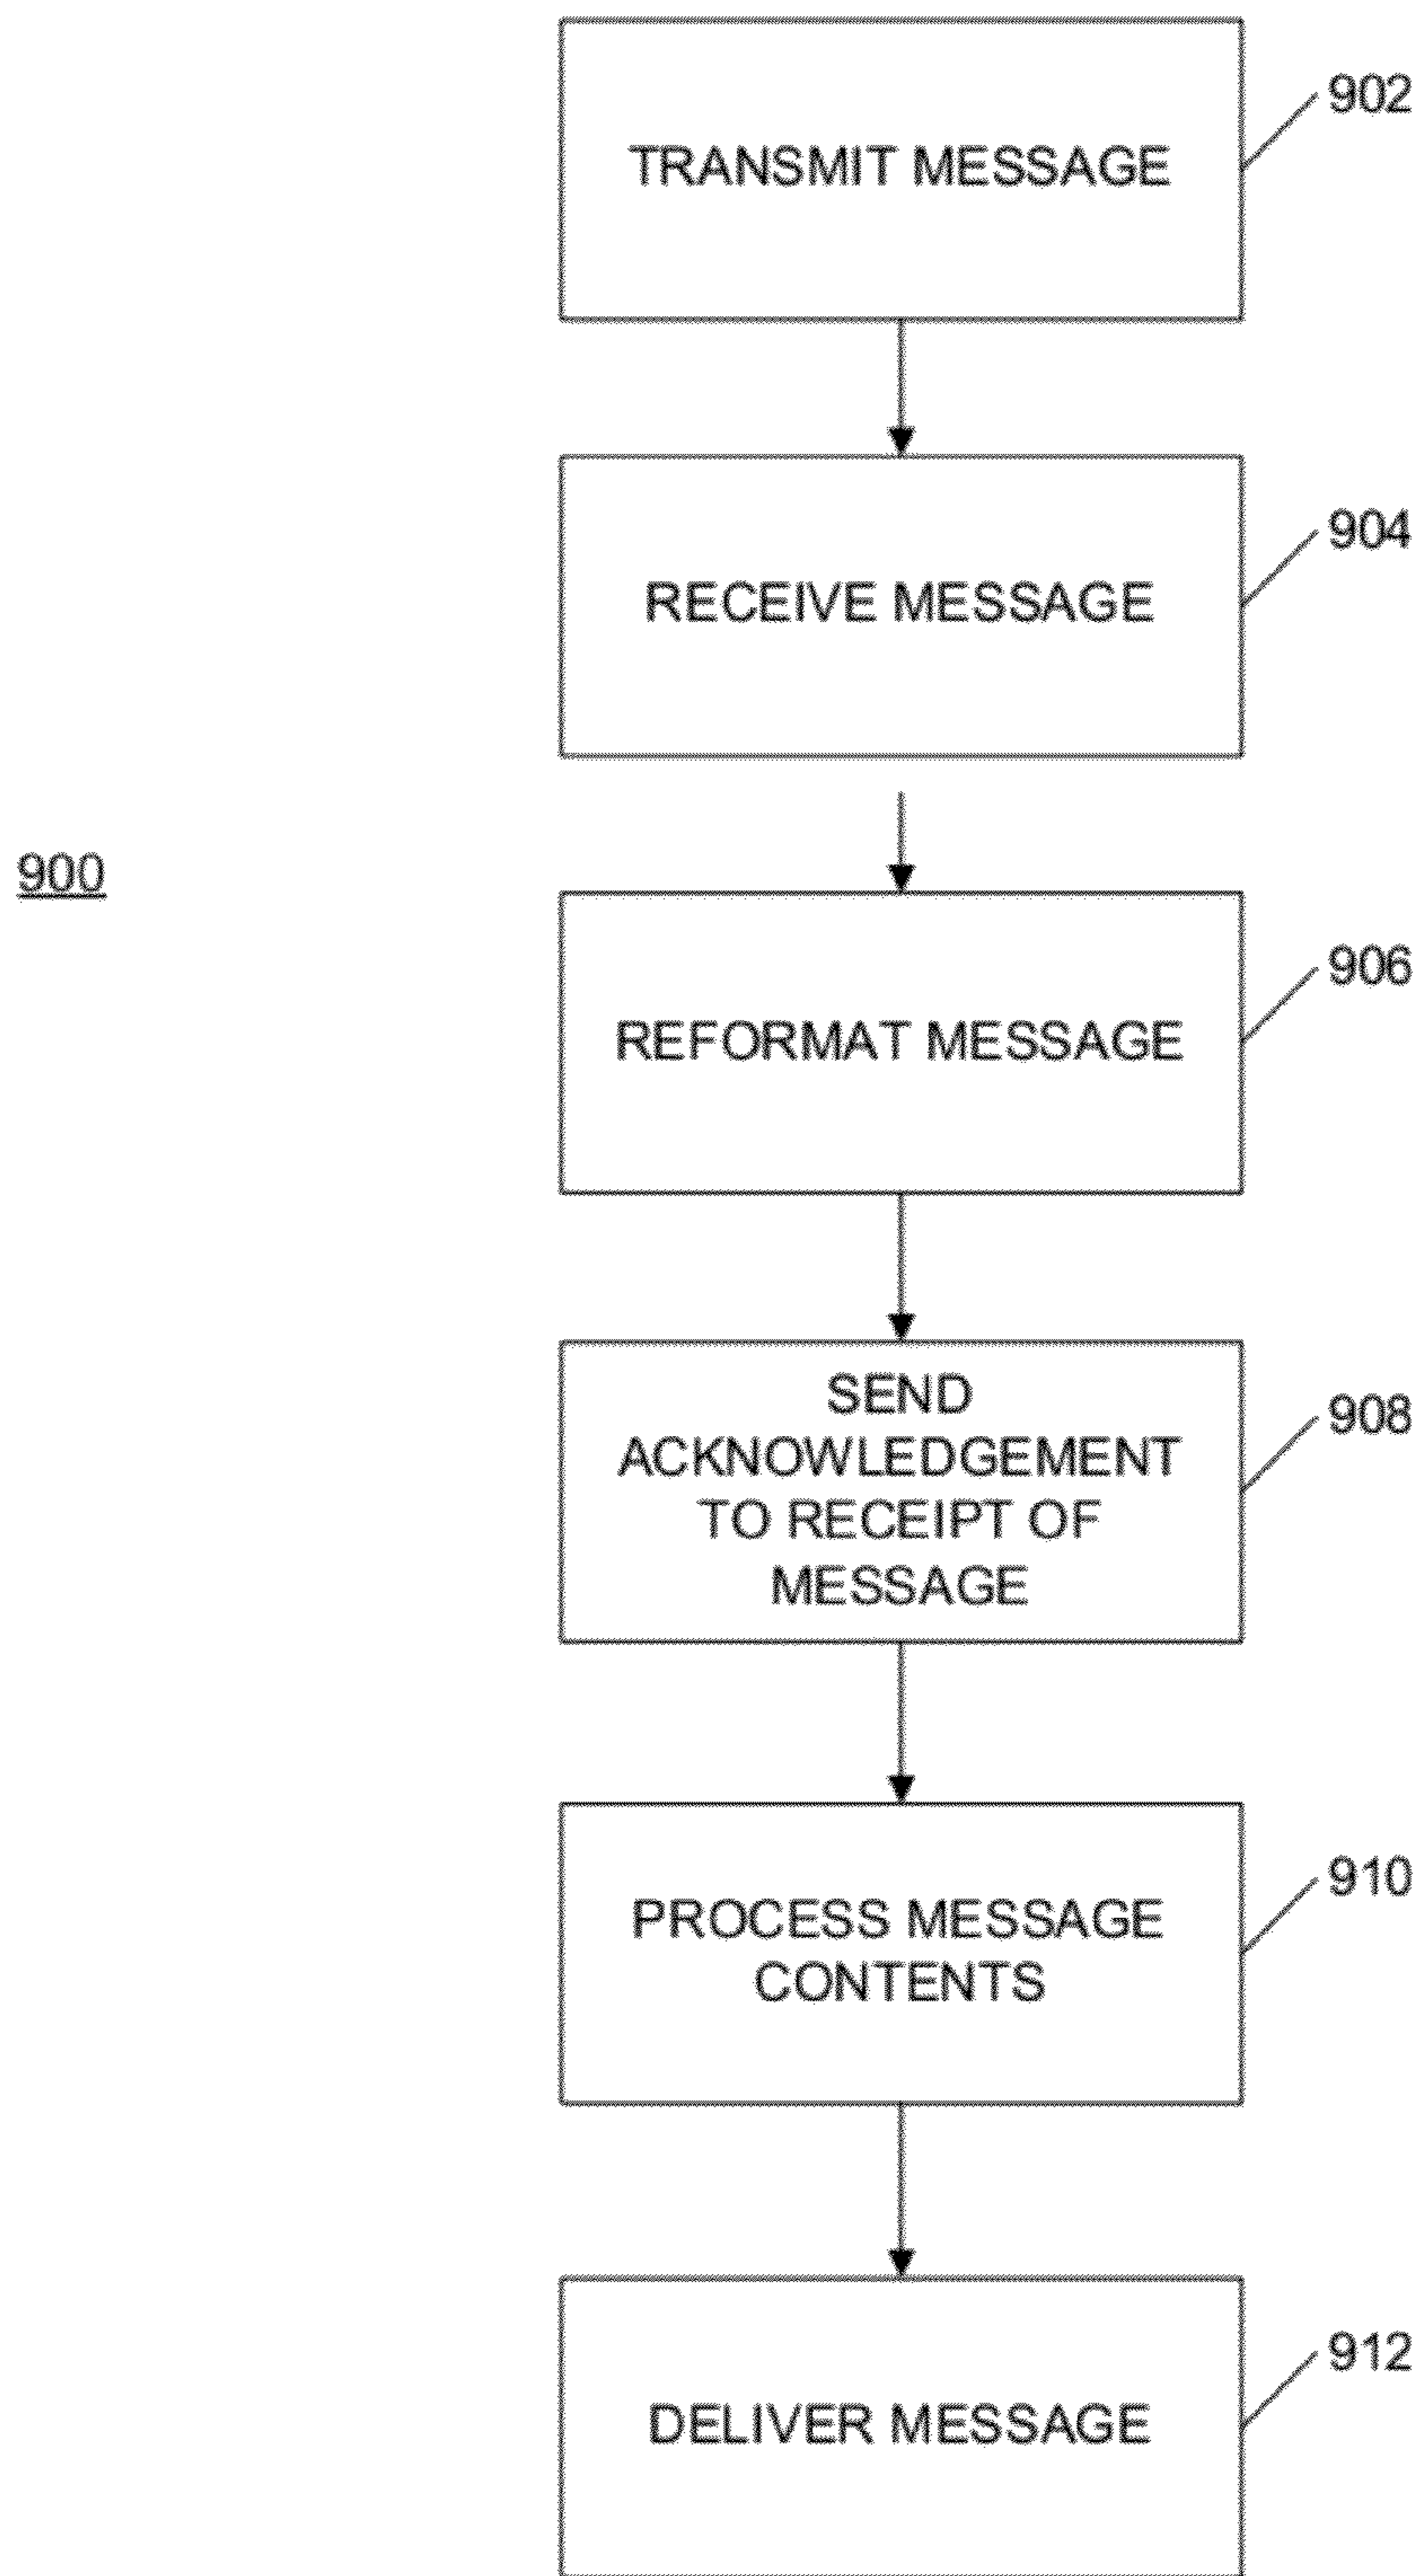 902
TRANSMIT MESSAGE
904
RECEIVE MESSAGE
900
906
REFORMAT MESSAGE
908
SEND
ACKNOWLEDGEMENT
TO RECEIPT OF
MESSAGE
910
PROCESS MESSAGE
CONTENTS
912
DELIVER MESSAGE